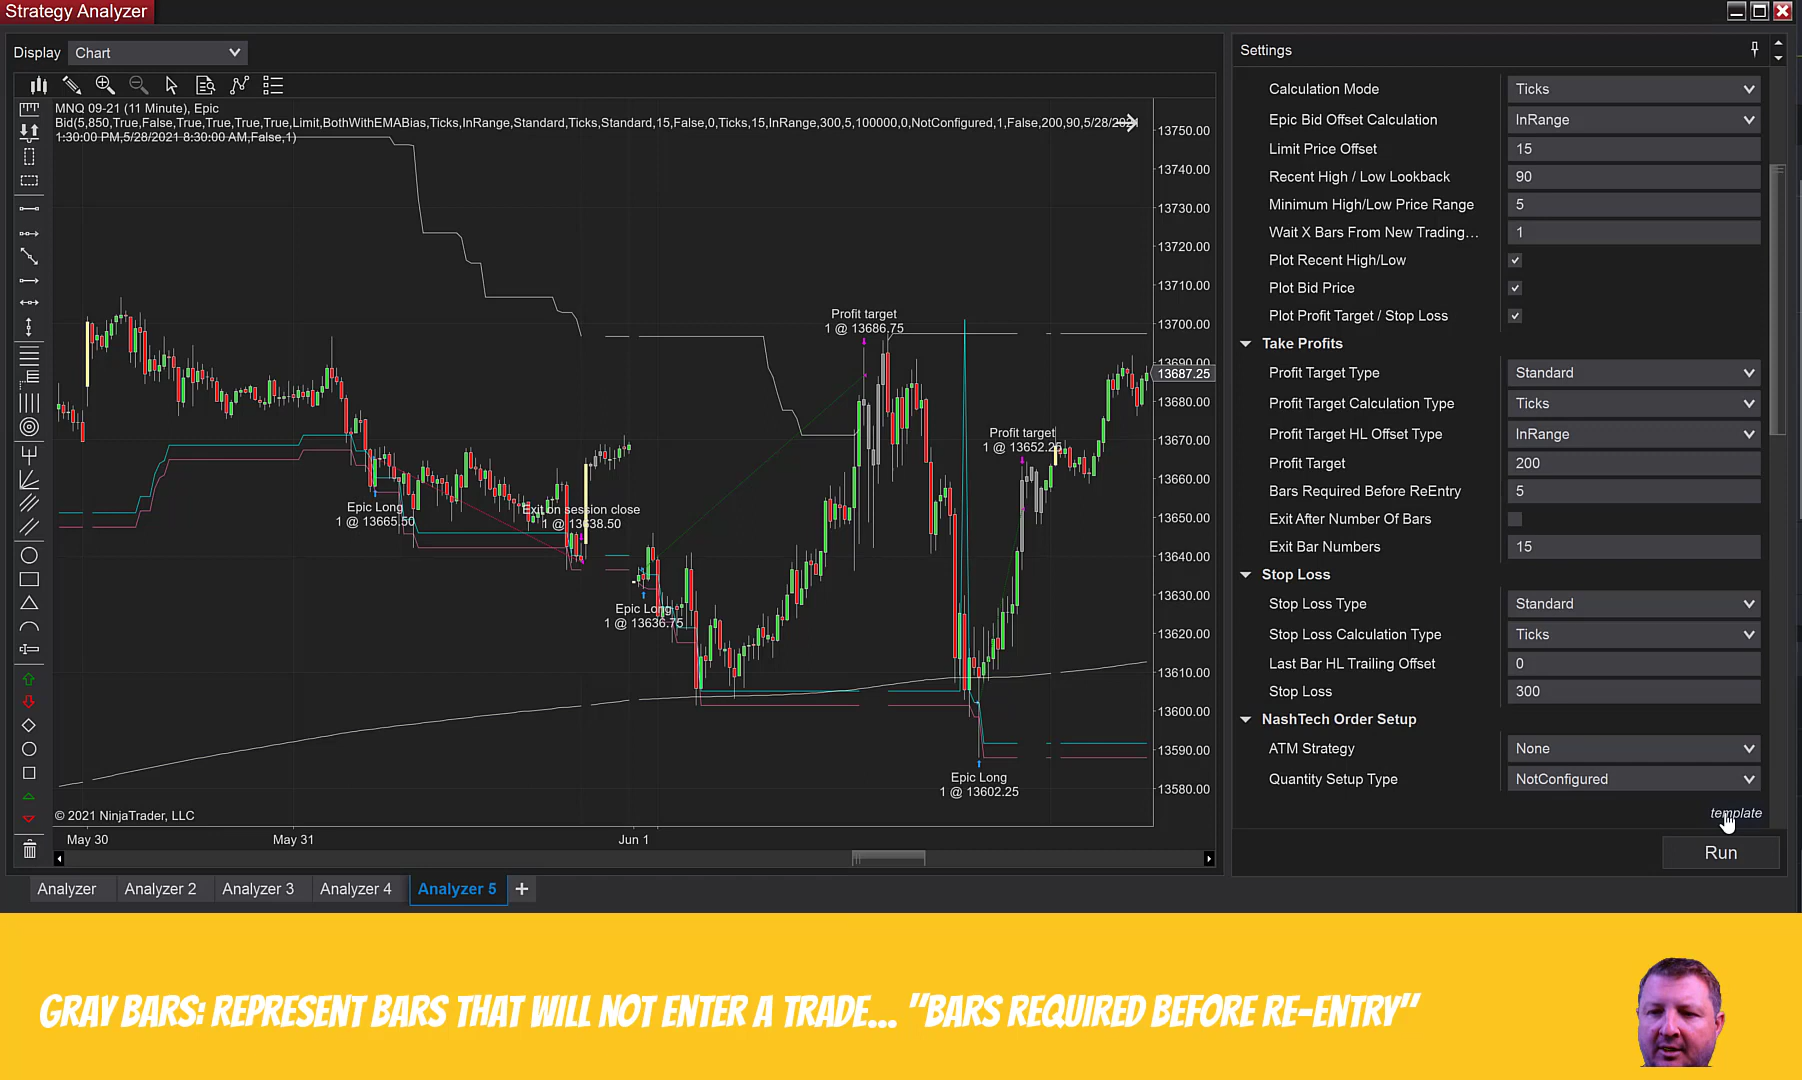 Strategy Analyzer
Display Chart
MNQ 09-21 (11 Minute), Epic
Bid(5,850,True,False,True,True,True,True,Limit,BothWithEMABias,Ticks,InRange,Standard,Ticks,Standard,15,False,0,Ticks,15,InRange,300,5,100000,0,NotConfigured,1,False,200,90,5/28/2021
1:30:00 PM,5/28/2021 8:30:00 AM,False,1)
13750.00
13740.00
13730.00
13720.00
13710.00
13700.00
13690.00
13687.25
13680.00
13670.00
13660.00
13650.00
13640.00
13630.00
13620.00
13610.00
13600.00
13590.00
13580.00
Profit target
1 @ 13686.75
Profit target
1 @ 13652.25
Epic Long
1 @ 13665.50
Exit on session close
1 @ 13638.50
Epic Long
1 @ 13636.75
Epic Long
1 @ 13602.25
© 2021 NinjaTrader, LLC
May 30 May 31 Jun 1
Analyzer Analyzer 2 Analyzer 3 Analyzer 4 Analyzer 5 +
Settings
Calculation Mode Ticks
Epic Bid Offset Calculation InRange
Limit Price Offset 15
Recent High / Low Lookback 90
Minimum High/Low Price Range 5
Wait X Bars From New Trading... 1
Plot Recent High/Low
Plot Bid Price
Plot Profit Target / Stop Loss
Take Profits
Profit Target Type Standard
Profit Target Calculation Type Ticks
Profit Target HL Offset Type InRange
Profit Target 200
Bars Required Before ReEntry 5
Exit After Number Of Bars
Exit Bar Numbers 15
Stop Loss
Stop Loss Type Standard
Stop Loss Calculation Type Ticks
Last Bar HL Trailing Offset 0
Stop Loss 300
NashTech Order Setup
ATM Strategy None
Quantity Setup Type NotConfigured
template
Run
GRAY BARS: REPRESENT BARS THAT WILL NOT ENTER A TRADE... "BARS REQUIRED BEFORE RE-ENTRY"